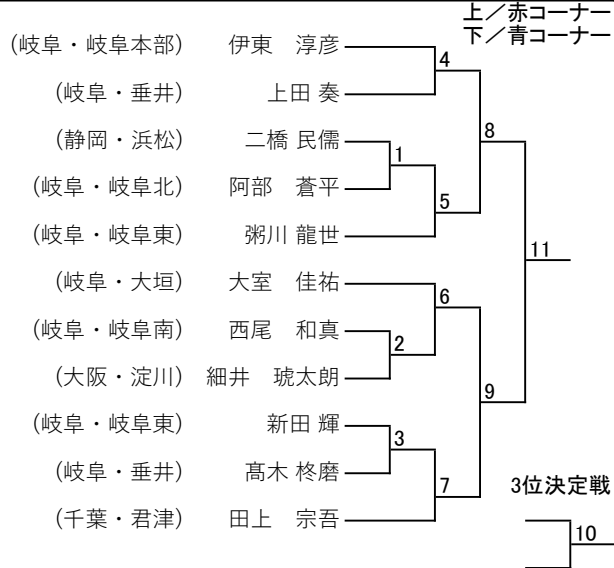 上／赤コーナー
下／青コーナー
(岐阜・岐阜本部) 伊東 淳彦
4
(岐阜・垂井) 上田 奏
8
(静岡・浜松) 二橋 民儒
1
(岐阜・岐阜北) 阿部 蒼平
5
(岐阜・岐阜東) 粥川 龍世
11
(岐阜・大垣) 大室 佳祐
6
(岐阜・岐阜南) 西尾 和真
2
(大阪・淀川) 細井 琥太朗
9
(岐阜・岐阜東) 新田 輝
3
(岐阜・垂井) 髙木 柊磨
7
3位決定戦
(千葉・君津) 田上 宗吾
10